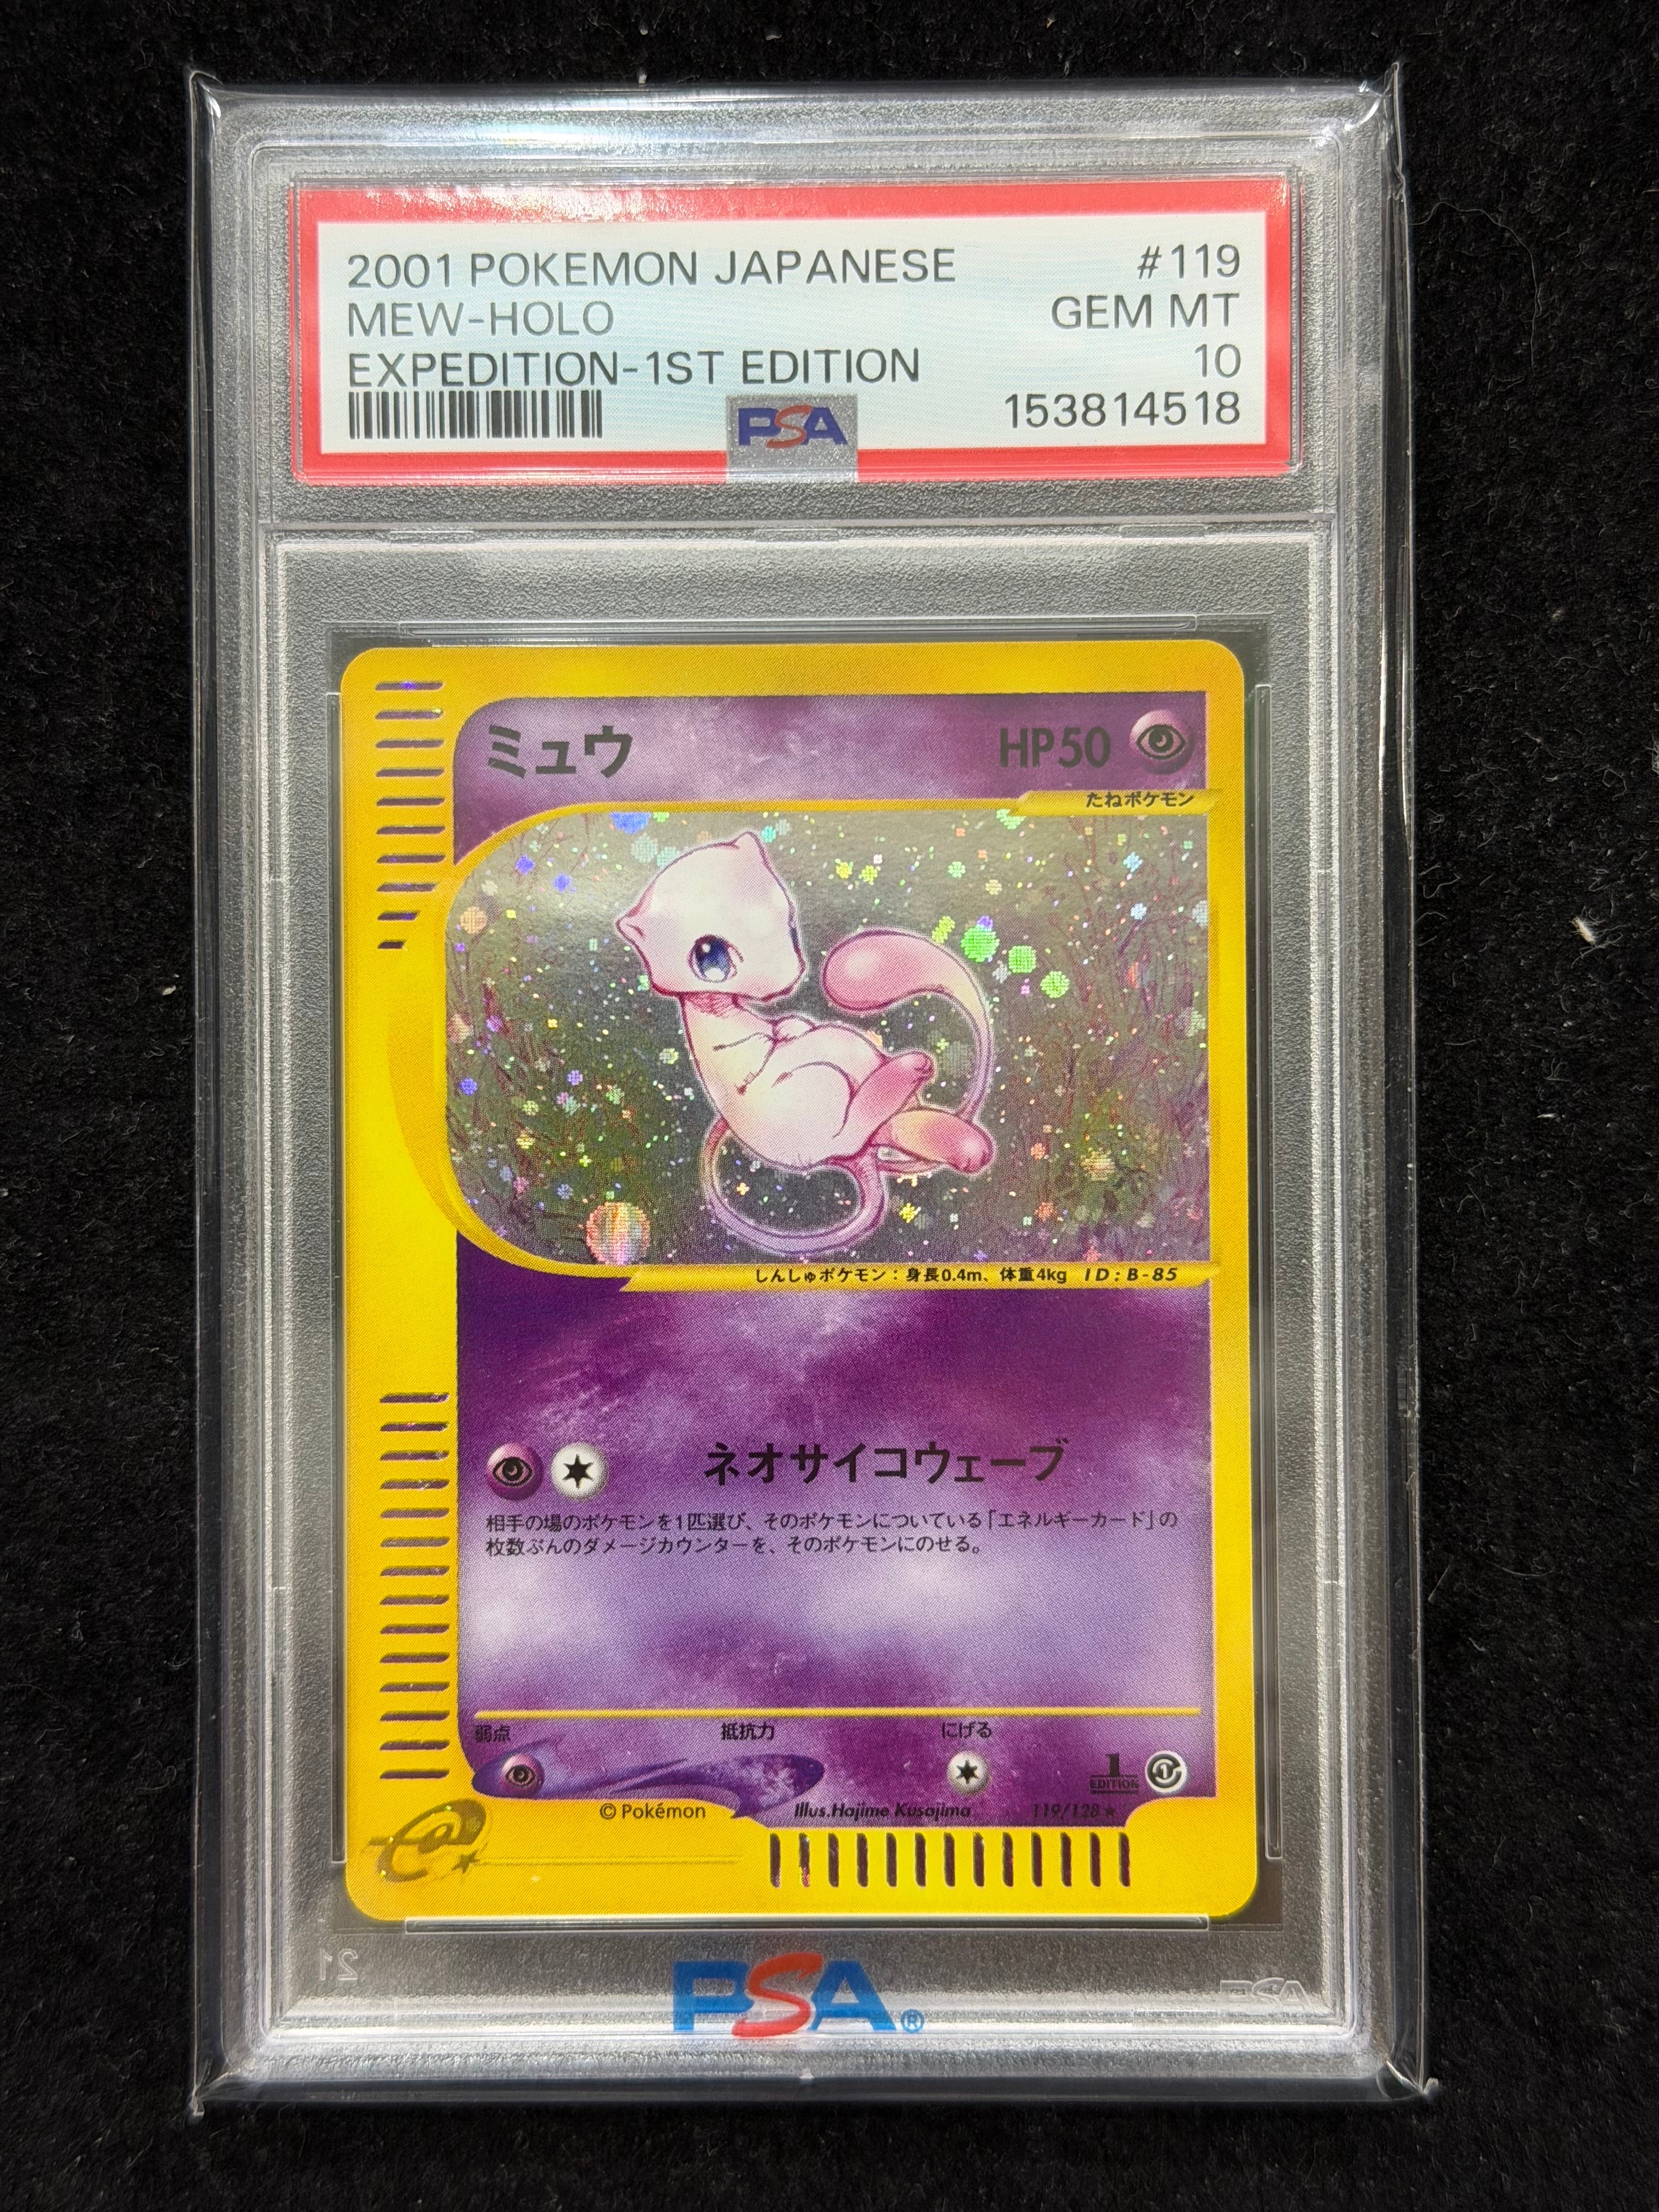 2001 POKEMON JAPANESE #119
MEW-HOLO GEM MT
EXPEDITION-1ST EDITION 10
PSA 153814518
ミュウ HP50
たねポケモン
しんしゅポケモン：身長0.4m、体重4kg ID:B-85
ネオサイコウェーブ
相手の場のポケモンを1匹選び、そのポケモンについている「エネルギーカード」の
枚数ぶんのダメージカウンターを、そのポケモンにのせる。
弱点 抵抗力 にげる
1
EDITION
© Pokémon Illus.Hajime Kusajima 119/128★
e
21 PSA
PSA®